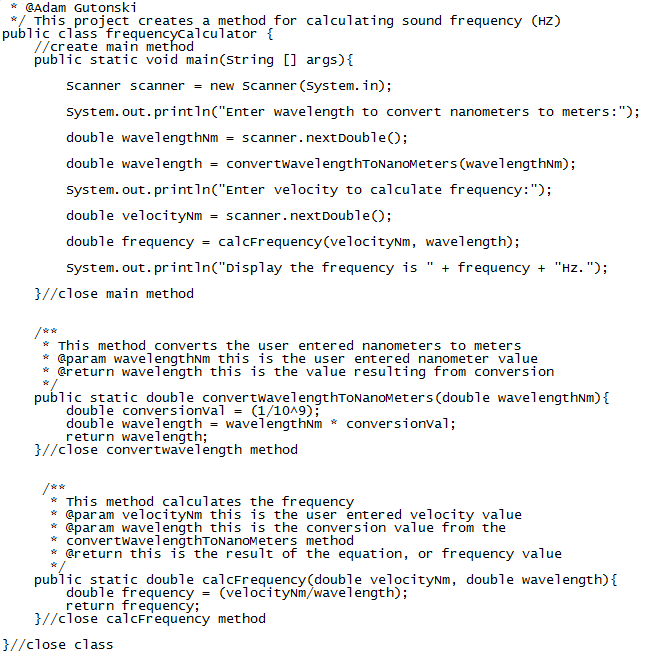 * @Adam Gutonski
*/ This project creates a method for calculating sound frequency (HZ)
public class frequencyCalculator {
//create main method
public static void main(String [] args){
Scanner scanner = new Scanner(System.in);
System.out.println("Enter wavelength to convert nanometers to meters:");
double wavelengthNm = scanner.nextDouble();
double wavelength = convertWavelengthToNanoMeters(wavelengthNm);
System.out.println("Enter velocity to calculate frequency:");
double velocityNm = scanner.nextDouble();
double frequency = calcFrequency(velocityNm, wavelength);
System.out.println("Display the frequency is " + frequency + "Hz.");
}//close main method
/**
* This method converts the user entered nanometers to meters
* @param wavelengthNm this is the user entered nanometer value
* @return wavelength this is the value resulting from conversion
*/
public static double convertWavelengthToNanoMeters(double wavelengthNm){
double conversionVal = (1/10^9);
double wavelength = wavelengthNm * conversionVal;
return wavelength;
}//close convertwavelength method
/**
* This method calculates the frequency
* @param velocityNm this is the user entered velocity value
* @param wavelength this is the conversion value from the
* convertWavelengthToNanoMeters method
* @return this is the result of the equation, or frequency value
*/
public static double calcFrequency(double velocityNm, double wavelength){
double frequency = (velocityNm/wavelength);
return frequency;
}//close calcFrequency method
}//close class